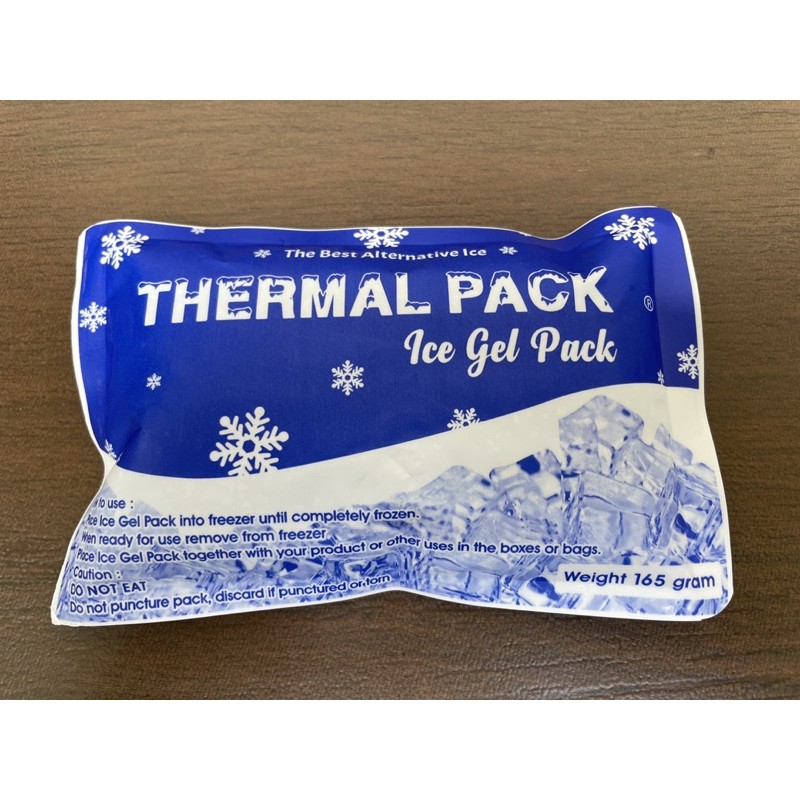 The Best Alternative Ice
THERMAL PACK
®
Ice Gel Pack
to use :
Ice Gel Pack into freezer until completely frozen.
Wen ready for use remove from freezer
Place Ice Gel Pack together with your product or other uses in the boxes or bags.
Caution :
DO NOT EAT
Do not puncture pack, discard if punctured or torn
Weight 165 gram